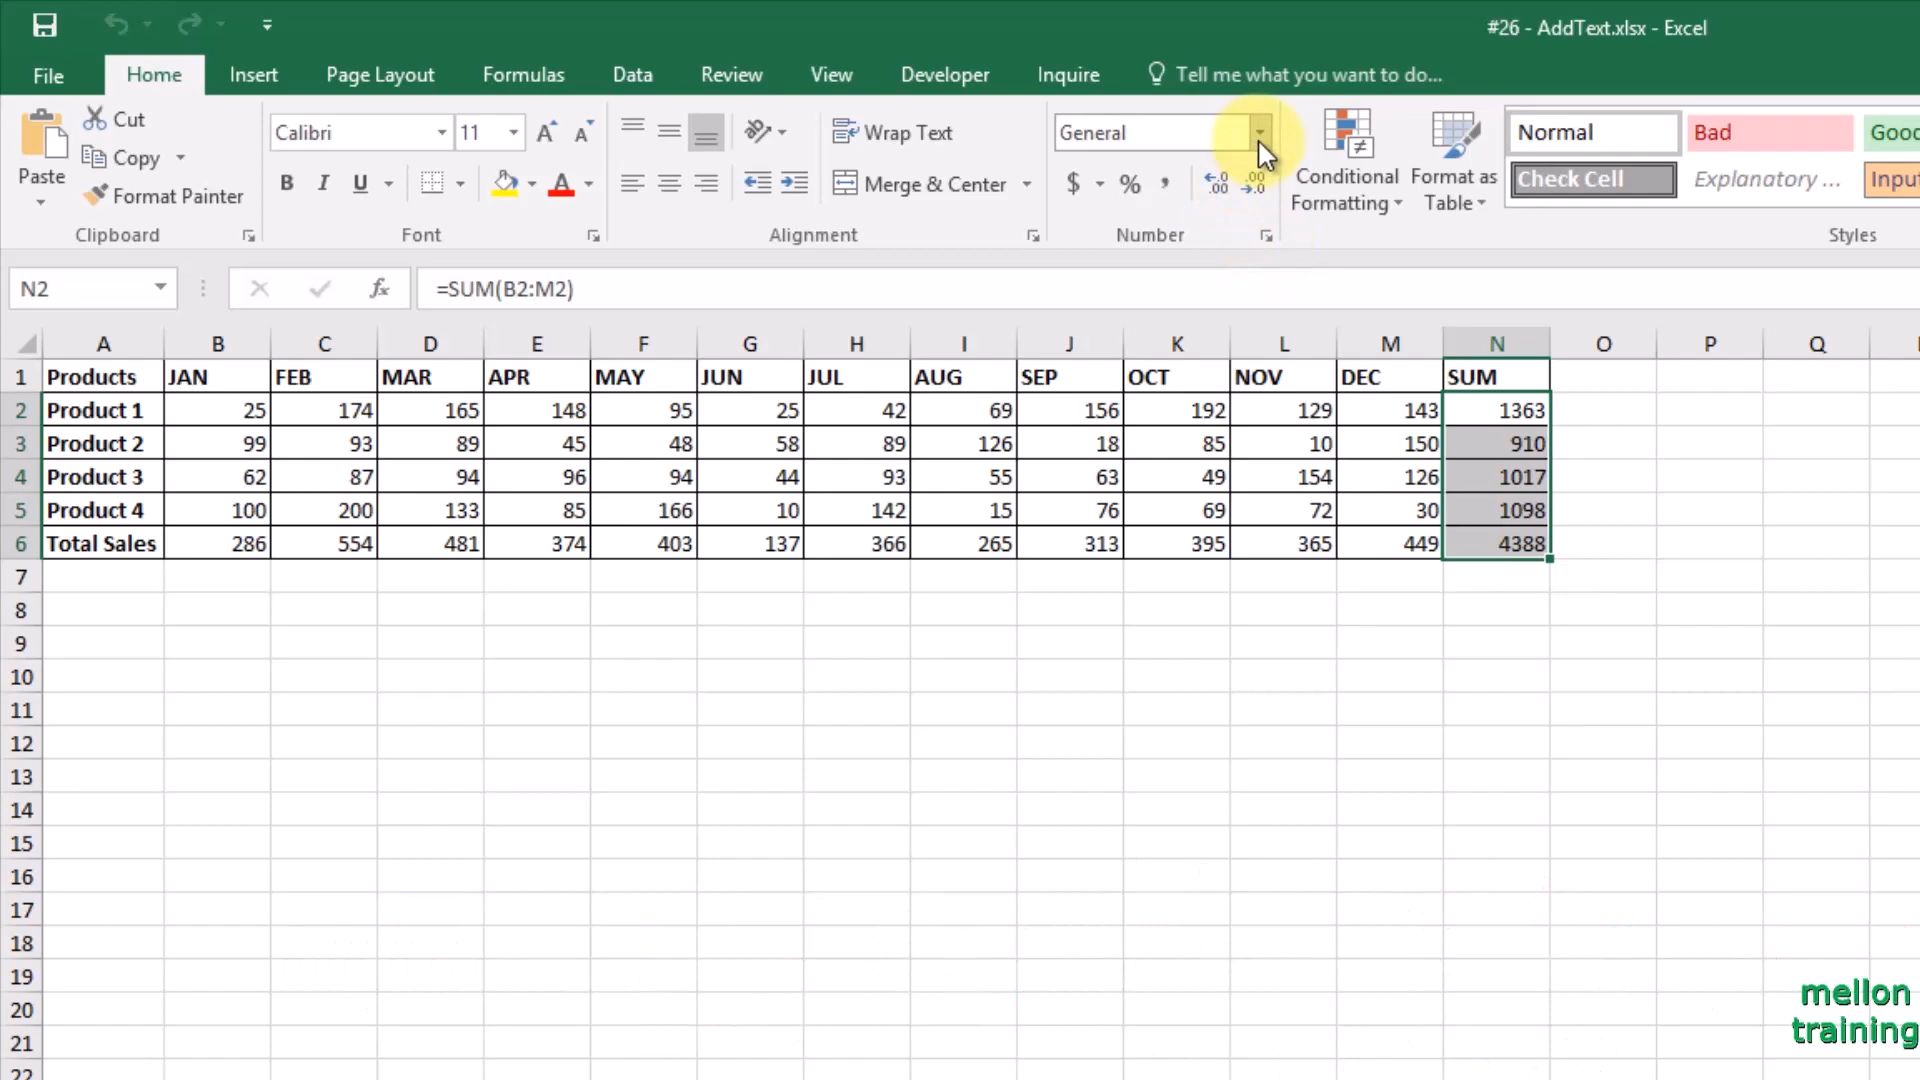 #26 - AddText.xlsx - Excel
File Home Insert Page Layout Formulas Data Review View Developer Inquire Tell me what you want to do...
Cut
Copy
Format Painter
Paste
Clipboard
Calibri 11
B I U
Font
Wrap Text
Merge & Center
Alignment
General
$ % ,
Number
Conditional
Formatting
Format as
Table
Normal Bad Good
Check Cell Explanatory ... Input
Styles
N2 fx =SUM(B2:M2)
A B C D E F G H I J K L M N O P Q
1 Products JAN FEB MAR APR MAY JUN JUL AUG SEP OCT NOV DEC SUM
2 Product 1 25 174 165 148 95 25 42 69 156 192 129 143 1363
3 Product 2 99 93 89 45 48 58 89 126 18 85 10 150 910
4 Product 3 62 87 94 96 94 44 93 55 63 49 154 126 1017
5 Product 4 100 200 133 85 166 10 142 15 76 69 72 30 1098
6 Total Sales 286 554 481 374 403 137 366 265 313 395 365 449 4388
7
8
9
10
11
12
13
14
15
16
17
18
19
20
21
22
mellon
training